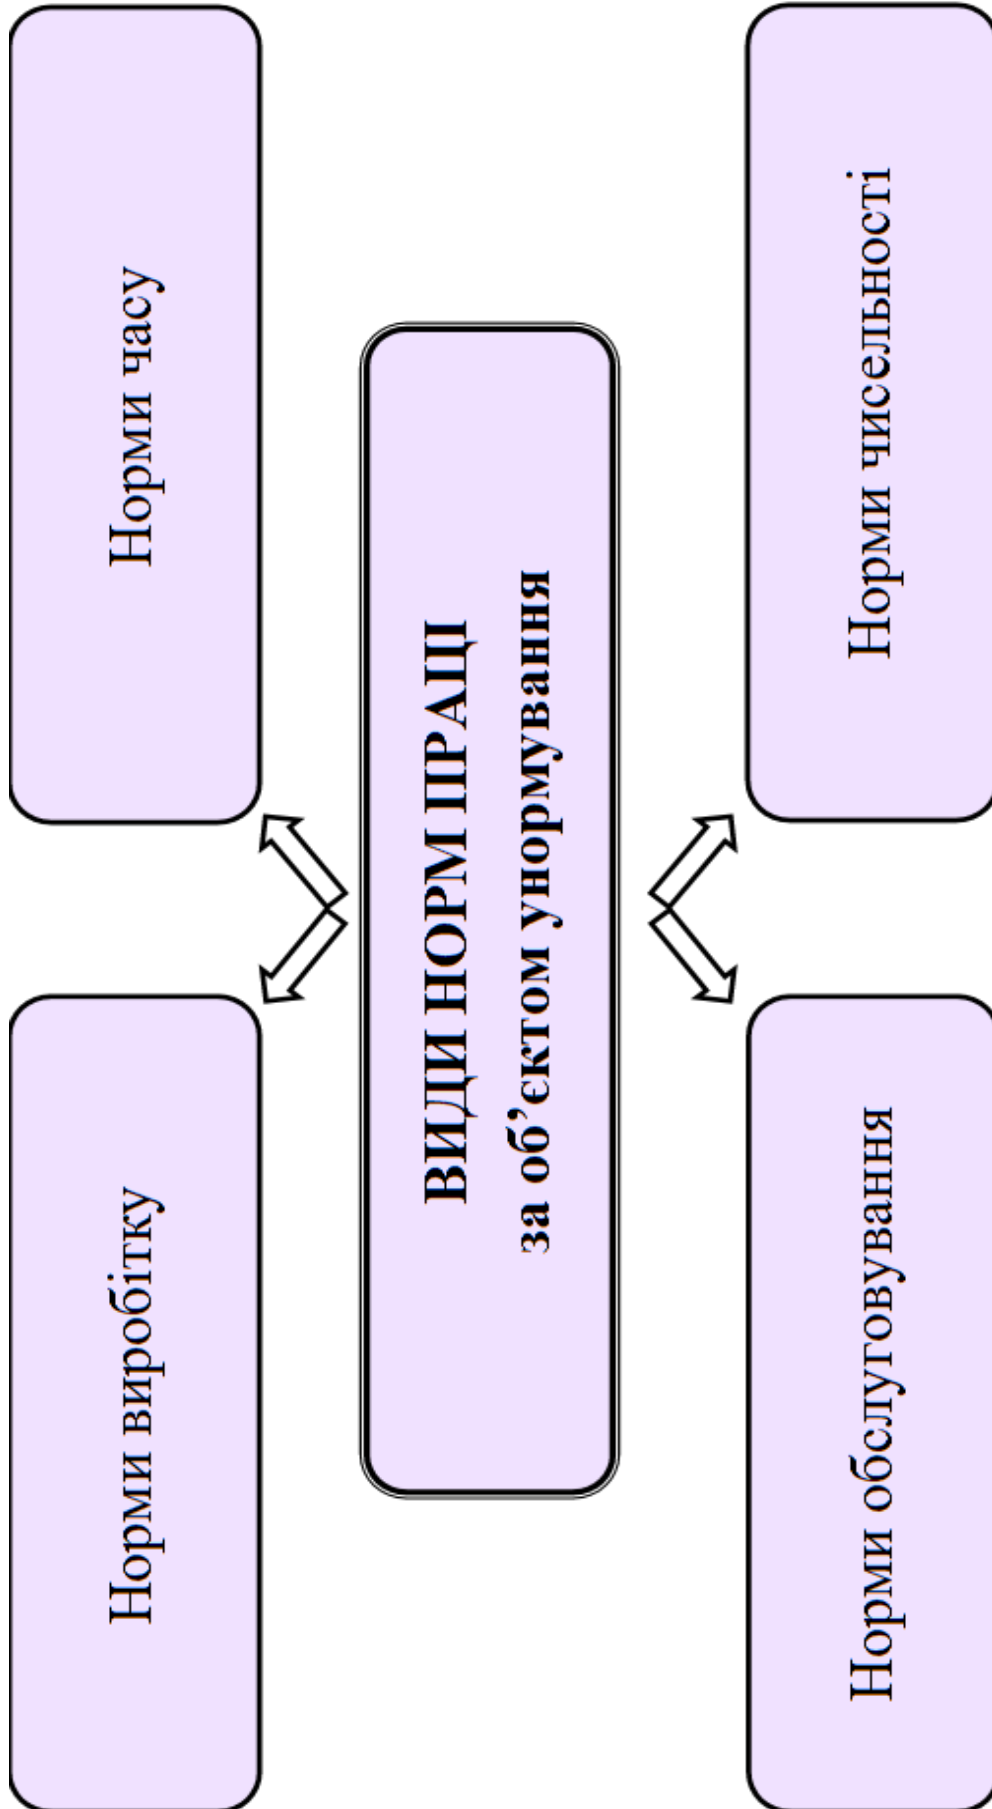 Норми виробітку
Норми часу
ВИДИ НОРМ ПРАЦІ
за об’єктом унормування
Норми обслуговування
Норми чисельності